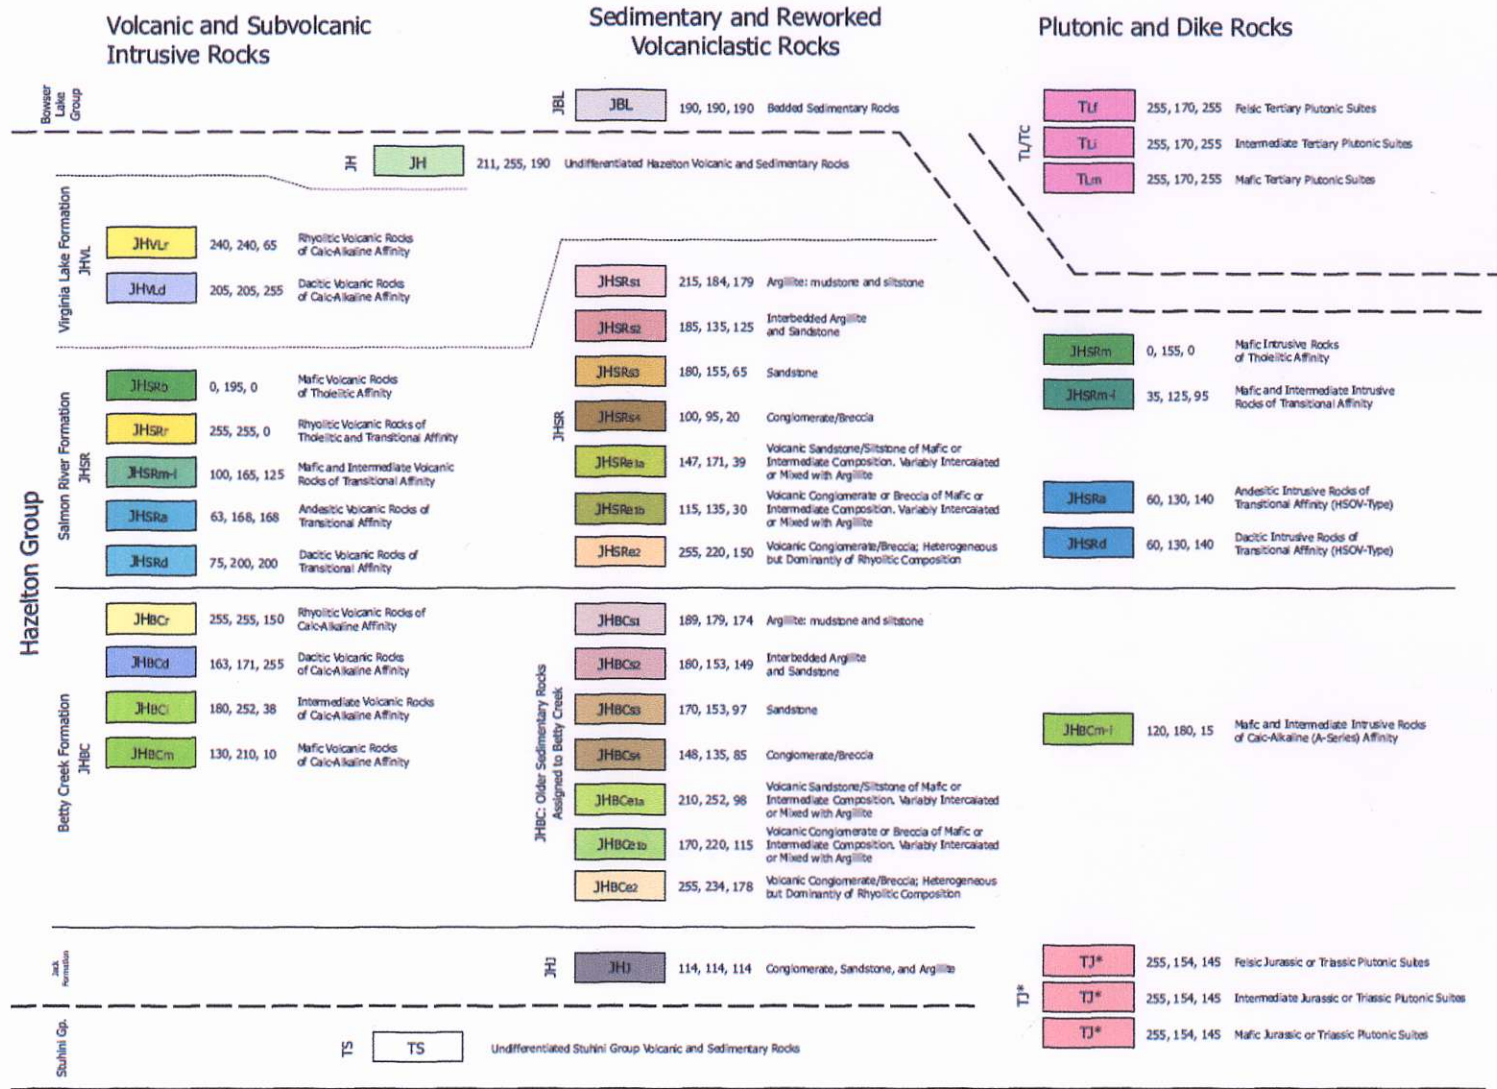 Volcanic and Subvolcanic
Intrusive Rocks
Sedimentary and Reworked
Volcaniclastic Rocks
Plutonic and Dike Rocks
Bowser
Lake
Group
JBL
JBL
190, 190, 190
Bedded Sedimentary Rocks
TL/TC
TLf
255, 170, 255
Felsic Tertiary Plutonic Suites
TLi
255, 170, 255
Intermediate Tertiary Plutonic Suites
TLm
255, 170, 255
Mafic Tertiary Plutonic Suites
JH
JH
211, 255, 190
Undifferentiated Hazelton Volcanic and Sedimentary Rocks
Hazelton Group
Virginia Lake Formation
JHVL
JHVLr
240, 240, 65
Rhyolitic Volcanic Rocks
of Calc-Alkaline Affinity
JHVLd
205, 205, 255
Dacitic Volcanic Rocks
of Calc-Alkaline Affinity
Salmon River Formation
JHSR
JHSRb
0, 195, 0
Mafic Volcanic Rocks
of Tholeiitic Affinity
JHSRr
255, 255, 0
Rhyolitic Volcanic Rocks of
Tholeiitic and Transitional Affinity
JHSRm-i
100, 165, 125
Mafic and Intermediate Volcanic
Rocks of Transitional Affinity
JHSRa
63, 168, 168
Andesitic Volcanic Rocks of
Transitional Affinity
JHSRd
75, 200, 200
Dacitic Volcanic Rocks of
Transitional Affinity
JHSR
JHSRs1
215, 184, 179
Argillite: mudstone and siltstone
JHSRs2
185, 135, 125
Interbedded Argillite
and Sandstone
JHSRs3
180, 155, 65
Sandstone
JHSRs4
100, 95, 20
Conglomerate/Breccia
JHSRe1a
147, 171, 39
Volcanic Sandstone/Siltstone of Mafic or
Intermediate Composition. Variably Intercalated
or Mixed with Argillite
JHSRe1b
115, 135, 30
Volcanic Conglomerate or Breccia of Mafic or
Intermediate Composition. Variably Intercalated
or Mixed with Argillite
JHSRe2
255, 220, 150
Volcanic Conglomerate/Breccia; Heterogeneous
but Dominantly of Rhyolitic Composition
JHSRm
0, 155, 0
Mafic Intrusive Rocks
of Tholeiitic Affinity
JHSRm-i
35, 125, 95
Mafic and Intermediate Intrusive
Rocks of Transitional Affinity
JHSRa
60, 130, 140
Andesitic Intrusive Rocks of
Transitional Affinity (HSOV-Type)
JHSRd
60, 130, 140
Dacitic Intrusive Rocks of
Transitional Affinity (HSOV-Type)
Betty Creek Formation
JHBC
JHBCr
255, 255, 150
Rhyolitic Volcanic Rocks of
Calc-Alkaline Affinity
JHBCd
163, 171, 255
Dacitic Volcanic Rocks
of Calc-Alkaline Affinity
JHBCi
180, 252, 38
Intermediate Volcanic Rocks
of Calc-Alkaline Affinity
JHBCm
130, 210, 10
Mafic Volcanic Rocks
of Calc-Alkaline Affinity
JHBC: Older Sedimentary Rocks
Assigned to Betty Creek
JHBCs1
189, 179, 174
Argillite: mudstone and siltstone
JHBCs2
180, 153, 149
Interbedded Argillite
and Sandstone
JHBCs3
170, 153, 97
Sandstone
JHBCs4
148, 135, 85
Conglomerate/Breccia
JHBCe1a
210, 252, 98
Volcanic Sandstone/Siltstone of Mafic or
Intermediate Composition. Variably Intercalated
or Mixed with Argillite
JHBCe1b
170, 220, 115
Volcanic Conglomerate or Breccia of Mafic or
Intermediate Composition. Variably Intercalated
or Mixed with Argillite
JHBCe2
255, 234, 178
Volcanic Conglomerate/Breccia; Heterogeneous
but Dominantly of Rhyolitic Composition
JHBCm-i
120, 180, 15
Mafic and Intermediate Intrusive Rocks
of Calc-Alkaline (A-Series) Affinity
Jack
Formation
JHJ
JHJ
114, 114, 114
Conglomerate, Sandstone, and Argillite
TJ*
TJ*
255, 154, 145
Felsic Jurassic or Triassic Plutonic Suites
TJ*
255, 154, 145
Intermediate Jurassic or Triassic Plutonic Suites
TJ*
255, 154, 145
Mafic Jurassic or Triassic Plutonic Suites
Stuhini Gp.
TS
TS
Undifferentiated Stuhini Group Volcanic and Sedimentary Rocks